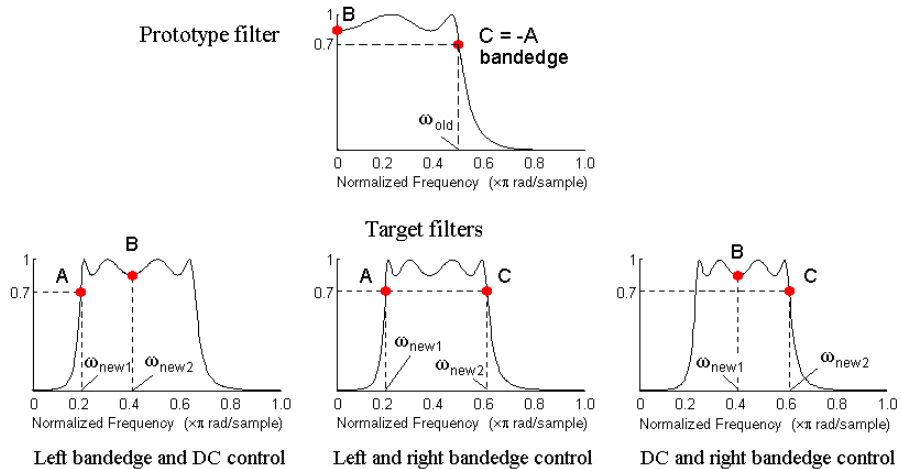 Prototype filter
B
1
0.7
C = -A
bandedge
ωold
0 0.2 0.4 0.6 0.8 1.0
Normalized Frequency (×π rad/sample)
Target filters
1
0.7
A
B
ωnew1
ωnew2
0 0.2 0.4 0.6 0.8 1.0
Normalized Frequency (×π rad/sample)
Left bandedge and DC control
1
0.7
A
C
ωnew1
ωnew2
0 0.2 0.4 0.6 0.8 1.0
Normalized Frequency (×π rad/sample)
Left and right bandedge control
1
0.7
B
C
ωnew1
ωnew2
0 0.2 0.4 0.6 0.8 1.0
Normalized Frequency (×π rad/sample)
DC and right bandedge control